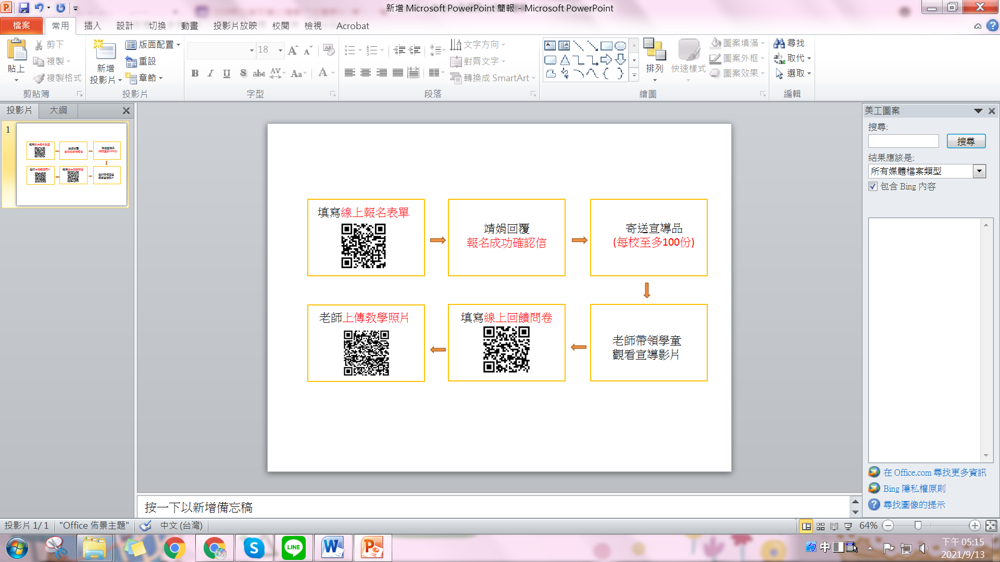 新增 Microsoft PowerPoint 簡報 - Microsoft PowerPoint
檔案 常用 插入 設計 切換 動畫 投影片放映 校閱 檢視 Acrobat
貼上
剪下
複製
複製格式
剪貼簿
新增
投影片
版面配置
重設
章節
投影片
18
字型
文字方向
對齊文字
轉換成 SmartArt
段落
排列
快速樣式
圖案填滿
圖案外框
圖案效果
繪圖
尋找
取代
選取
編輯
投影片 大綱
1
填寫線上報名表單
靖娟回覆
報名成功確認信
寄送宣導品
(每校至多100份)
老師上傳教學照片
填寫線上回饋問卷
老師帶領學童
觀看宣導影片
美工圖案
搜尋:
搜尋
結果應該是:
所有媒體檔案類型
包含 Bing 內容
在 Office.com 尋找更多資訊
Bing 隱私權原則
尋找圖像的提示
按一下以新增備忘稿
投影片 1/ 1 "Office 佈景主題" 中文 (台灣)
64%
LINE
中
下午 05:15
2021/9/13